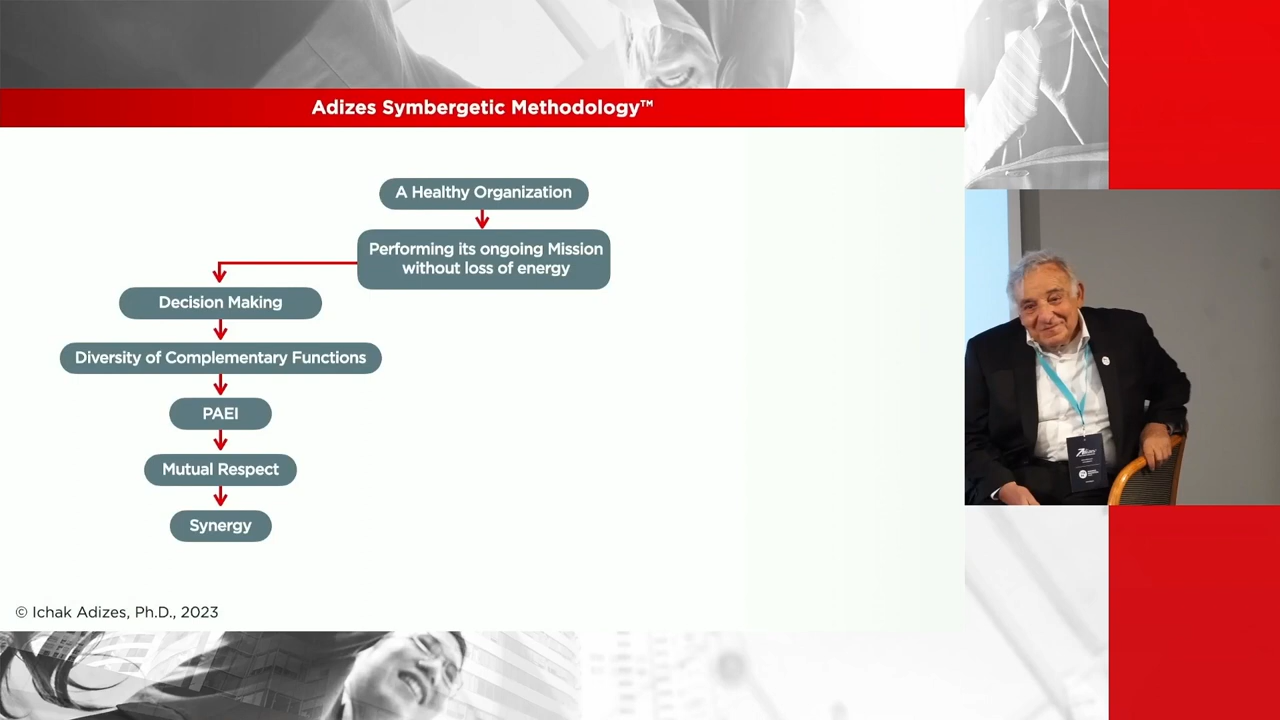 Adizes Symbergetic Methodology™
A Healthy Organization
Performing its ongoing Mission
without loss of energy
Decision Making
Diversity of Complementary Functions
PAEI
Mutual Respect
Synergy
© Ichak Adizes, Ph.D., 2023